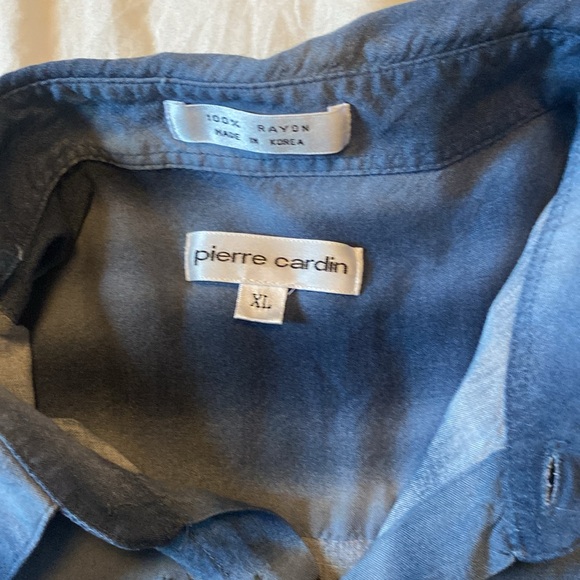 100% RAYON
MADE IN KOREA
pierre cardin
XL